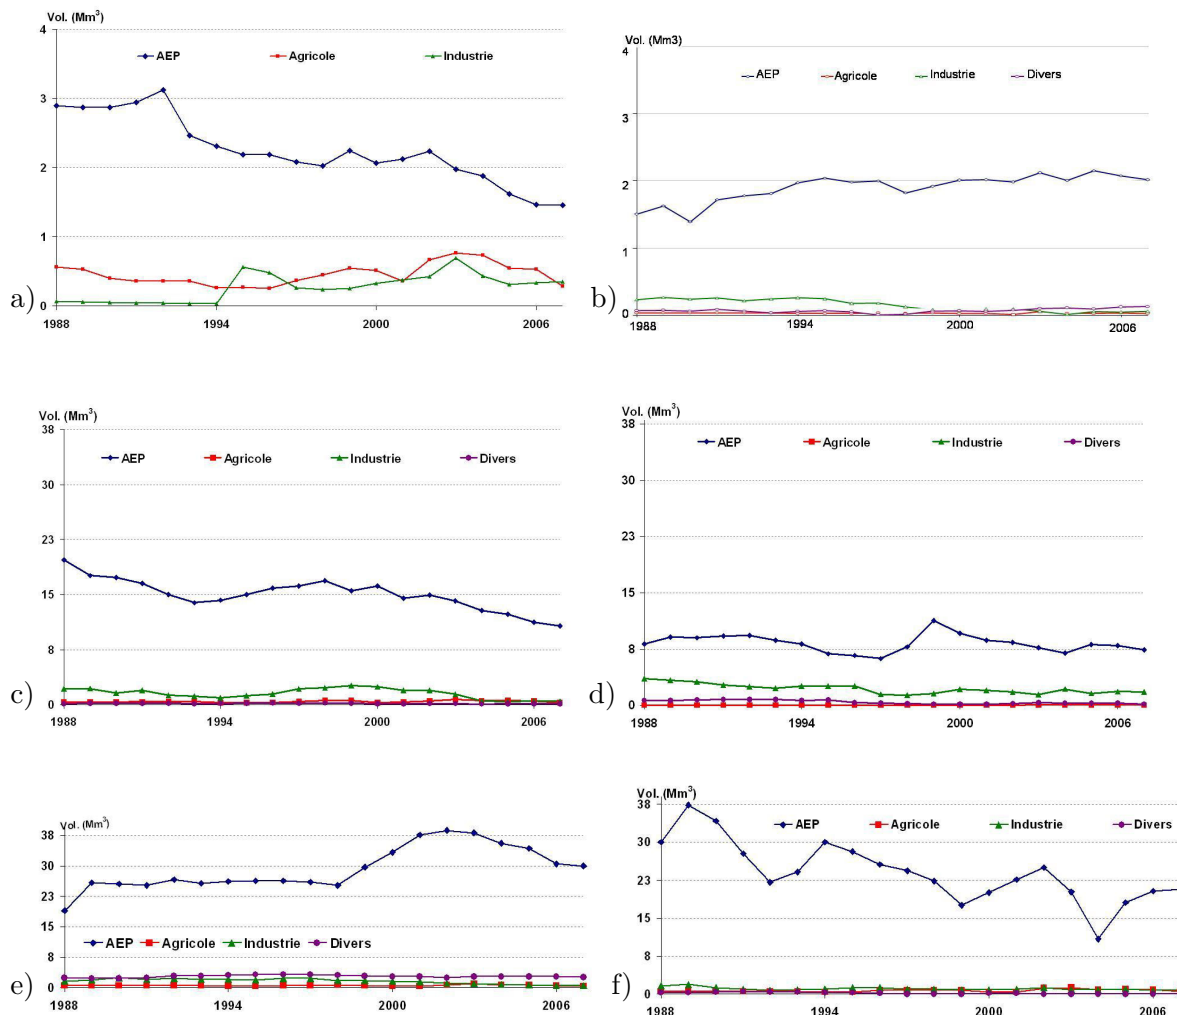 Vol. (Mm³)
4
AEP Agricole Industrie
3
2
1
a) 0
1988 1994 2000 2006
Vol. (Mm3)
4
AEP Agricole Industrie Divers
3
2
1
b) 0
1988 1994 2000 2006
Vol. (Mm³)
38
AEP Agricole Industrie Divers
30
23
15
8
c) 0
1988 1994 2000 2006
Vol. (Mm³)
38
AEP Agricole Industrie Divers
30
23
15
8
d) 0
1988 1994 2000 2006
Vol. (Mm³)
38
30
23
15
AEP Agricole Industrie Divers
8
e) 0
1988 1994 2000 2006
Vol. (Mm³)
38
AEP Agricole Industrie Divers
30
23
15
8
f) 0
1988 1994 2000 2006